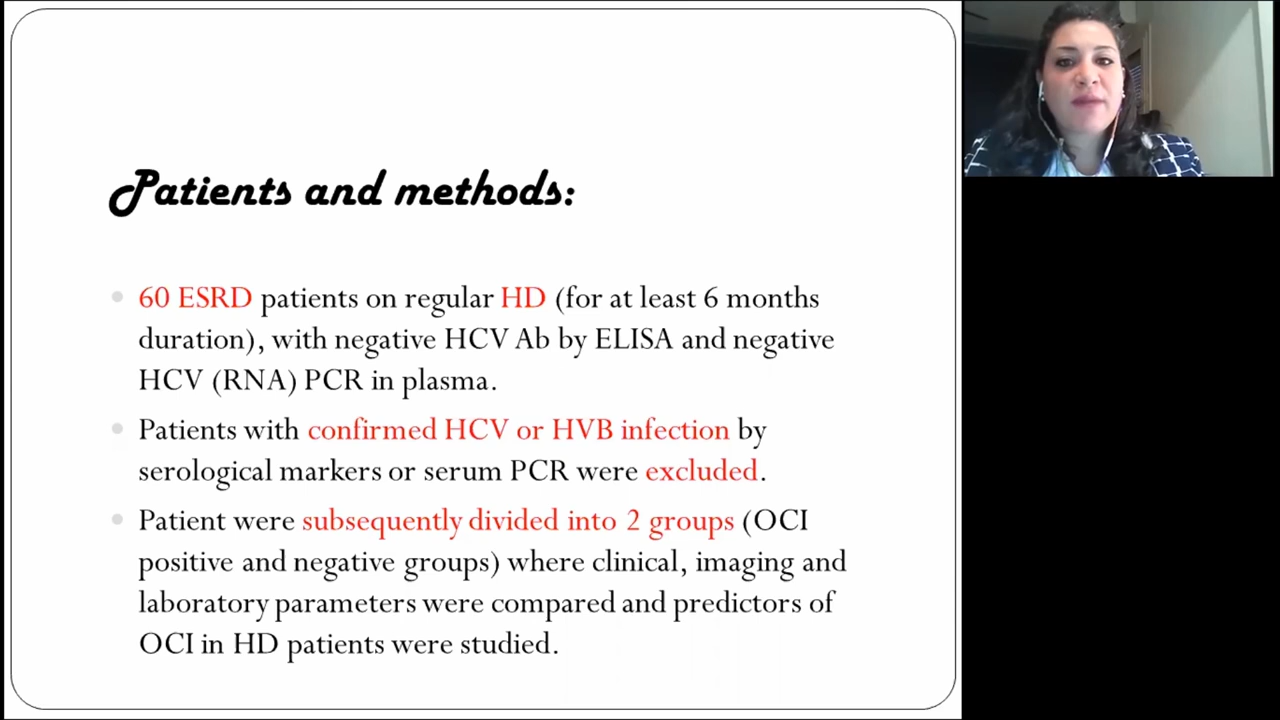 Patients and methods:
60 ESRD patients on regular HD (for at least 6 months
duration), with negative HCV Ab by ELISA and negative
HCV (RNA) PCR in plasma.
Patients with confirmed HCV or HVB infection by
serological markers or serum PCR were excluded.
Patient were subsequently divided into 2 groups (OCI
positive and negative groups) where clinical, imaging and
laboratory parameters were compared and predictors of
OCI in HD patients were studied.